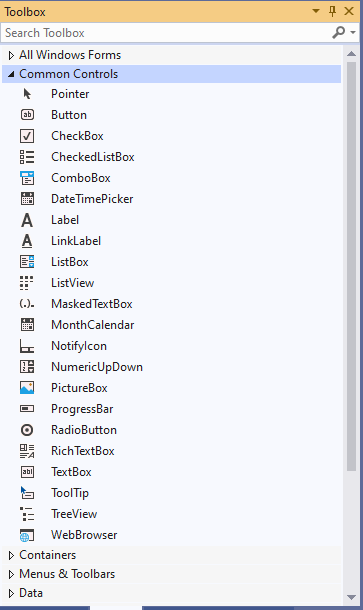 Toolbox
Search Toolbox
All Windows Forms
Common Controls
Pointer
Button
CheckBox
CheckedListBox
ComboBox
DateTimePicker
Label
LinkLabel
ListBox
ListView
MaskedTextBox
MonthCalendar
NotifyIcon
NumericUpDown
PictureBox
ProgressBar
RadioButton
RichTextBox
TextBox
ToolTip
TreeView
WebBrowser
Containers
Menus & Toolbars
Data